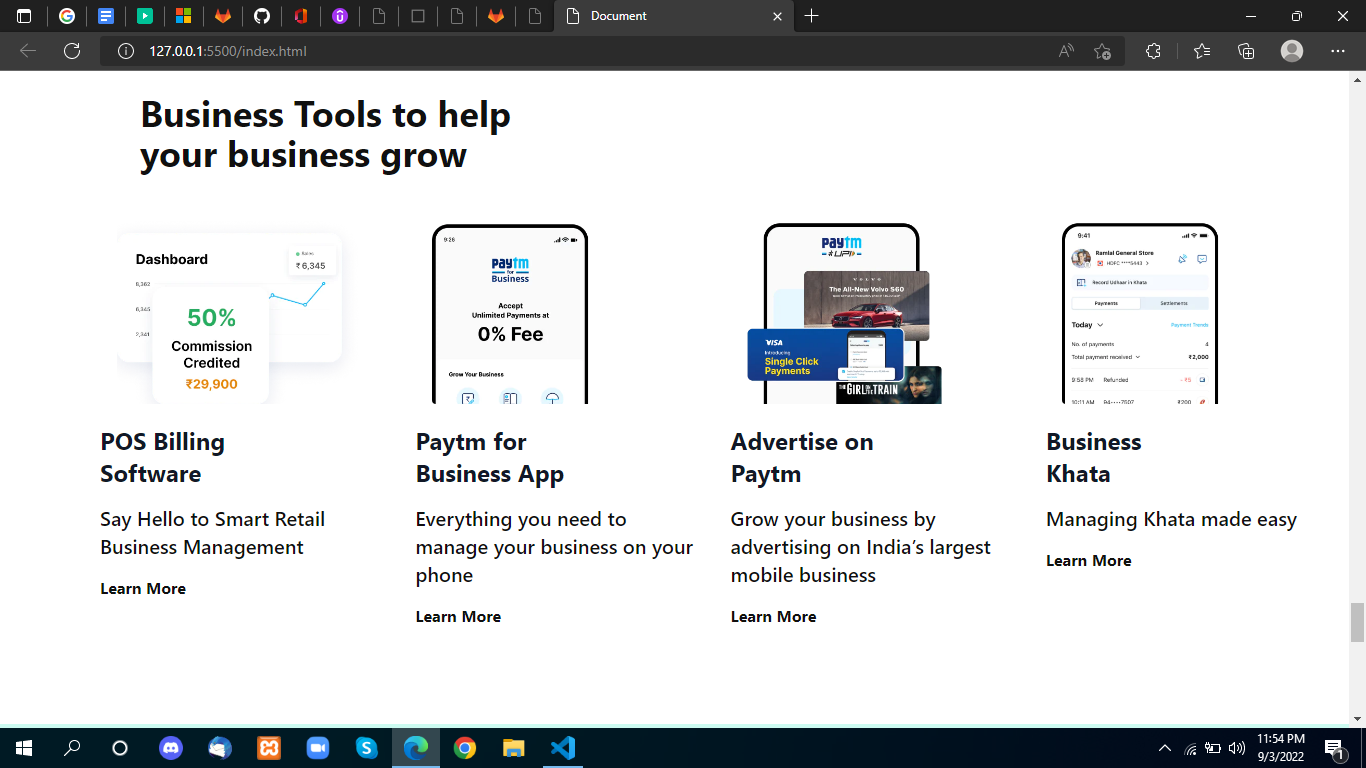 Document
127.0.0.1:5500/index.html
Business Tools to help
your business grow
Dashboard
₹ 6,345
8,362
6,345
2,341
50%
Commission
Credited
₹29,900
9:26
paytm
for
Business
Accept
Unlimited Payments at
0% Fee
Grow Your Business
paytm
UPI
VOLVO
The All-New Volvo S60
VISA
Introducing
Single Click
Payments
THE
GIRL ON THE TRAIN
9:41
Ramlal General Store
HDFC ****5443 >
Record Udhaar in Khata
Payments
Settlements
Today
Payment Trends
No. of payments
4
Total payment received
₹2,000
9:58 PM
Refunded
- ₹5
10:11 AM
94****7507
₹200
POS Billing
Software
Say Hello to Smart Retail
Business Management
Learn More
Paytm for
Business App
Everything you need to
manage your business on your
phone
Learn More
Advertise on
Paytm
Grow your business by
advertising on India’s largest
mobile business
Learn More
Business
Khata
Managing Khata made easy
Learn More
11:54 PM
9/3/2022
1